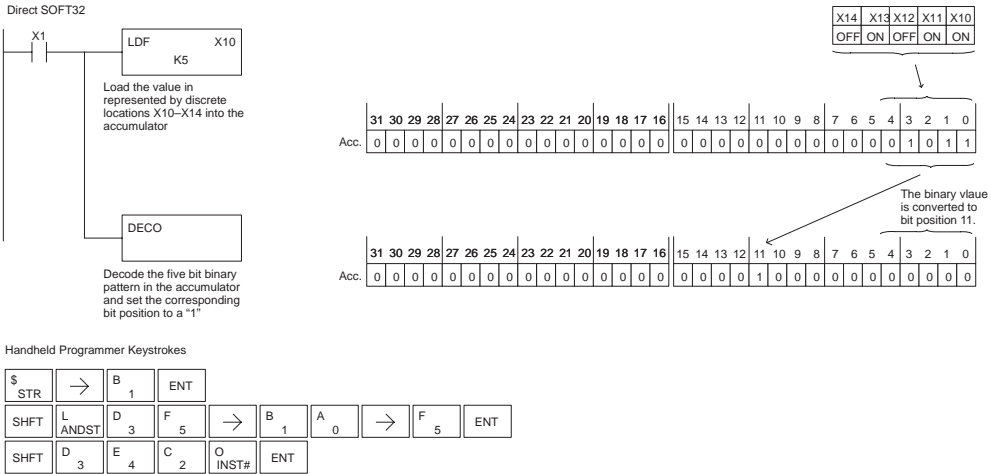 Direct SOFT32
X1
LDF X10
K5
Load the value in
represented by discrete
locations X10–X14 into the
accumulator
X14 X13 X12 X11 X10
OFF ON OFF ON ON
31 30 29 28 27 26 25 24 23 22 21 20 19 18 17 16 15 14 13 12 11 10 9 8 7 6 5 4 3 2 1 0
Acc. 0 0 0 0 0 0 0 0 0 0 0 0 0 0 0 0 0 0 0 0 0 0 0 0 0 0 0 0 1 0 1 1
The binary vlaue
is converted to
bit position 11.
DECO
Decode the five bit binary
pattern in the accumulator
and set the corresponding
bit position to a “1”
31 30 29 28 27 26 25 24 23 22 21 20 19 18 17 16 15 14 13 12 11 10 9 8 7 6 5 4 3 2 1 0
Acc. 0 0 0 0 0 0 0 0 0 0 0 0 0 0 0 0 0 0 0 0 1 0 0 0 0 0 0 0 0 0 0 0
Handheld Programmer Keystrokes
$ STR → B 1 ENT
SHFT L ANDST D 3 F 5 → B 1 A 0 → F 5 ENT
SHFT D 3 E 4 C 2 O INST# ENT